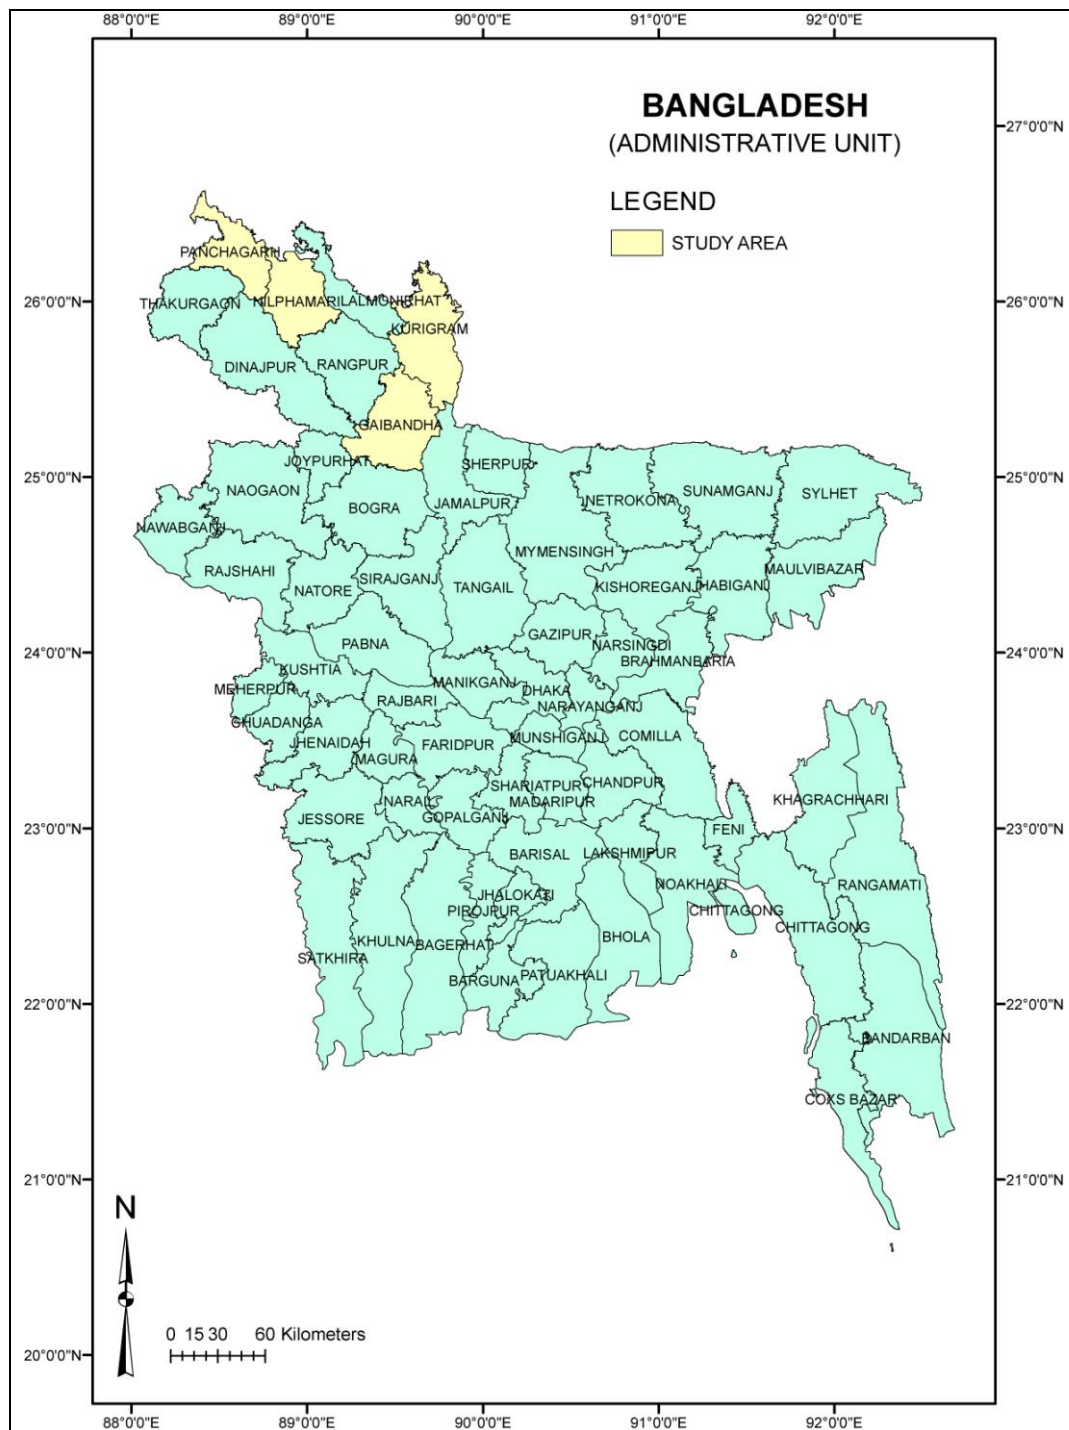 88°0'0"E 89°0'0"E 90°0'0"E 91°0'0"E 92°0'0"E
BANGLADESH
(ADMINISTRATIVE UNIT)
27°0'0"N
LEGEND
STUDY AREA
PANCHAGARH
26°0'0"N THAKURGAON NILPHAMARI LALMONIRHAT 26°0'0"N
KURIGRAM
DINAJPUR RANGPUR
GAIBANDHA
JOYPURHAT SHERPUR
25°0'0"N NAOGAON NETROKONA SUNAMGANJ SYLHET 25°0'0"N
BOGRA JAMALPUR
NAWABGANJ MYMENSINGH
RAJSHAHI NATORE SIRAJGANJ TANGAIL KISHOREGANJ HABIGANJ MAULVIBAZAR
PABNA GAZIPUR NARSINGDI
24°0'0"N BRAHMANBARIA 24°0'0"N
KUSHTIA
MEHERPUR MANIKGANJ DHAKA
RAJBARI NARAYANGANJ
CHUADANGA
JHENAIDAH FARIDPUR MUNSHIGANJ COMILLA
MAGURA
SHARIATPUR CHANDPUR
NARAIL MADARIPUR KHAGRACHHARI
JESSORE GOPALGANJ
23°0'0"N FENI 23°0'0"N
BARISAL LAKSHMIPUR
JHALOKATI NOAKHALI RANGAMATI
PIROJPUR CHITTAGONG
KHULNA BAGERHAT BHOLA CHITTAGONG
SATKHIRA
BARGUNA PATUAKHALI
22°0'0"N 22°0'0"N
BANDARBAN
COXS BAZAR
21°0'0"N 21°0'0"N
N
0 15 30 60 Kilometers
20°0'0"N 20°0'0"N
88°0'0"E 89°0'0"E 90°0'0"E 91°0'0"E 92°0'0"E